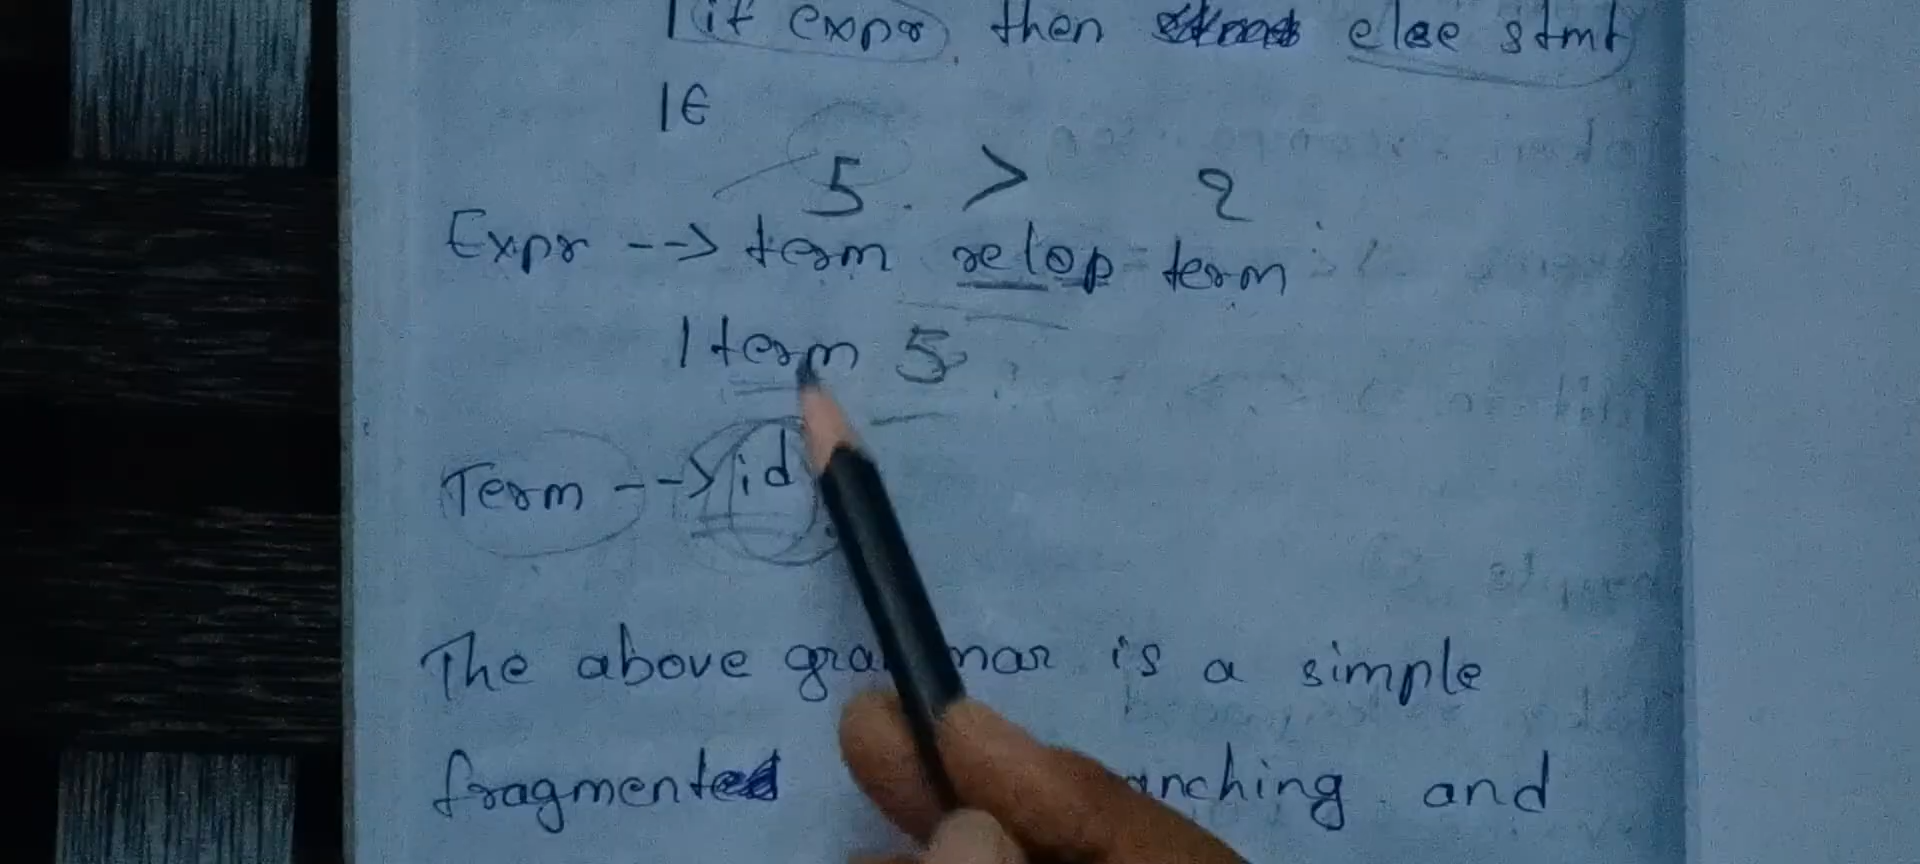 | if expr then else stmt
| ϵ
5 > 2
Expr --> term relop term
| term 5
Term --> id
The above grammar is a simple
fragmented anching and